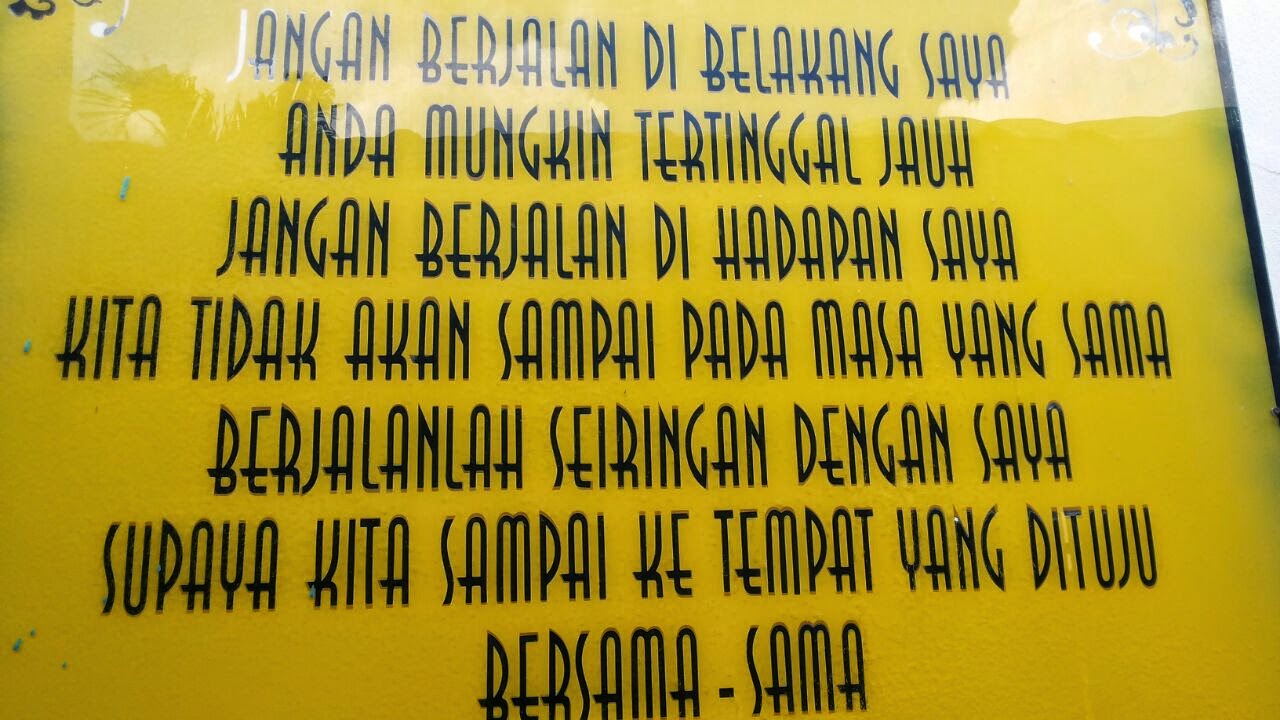 JANGAN BERJALAN DI BELAKANG SAYA
ANDA MUNGKIN TERTINGGAL JAUH
JANGAN BERJALAN DI HADAPAN SAYA
KITA TIDAK AKAN SAMPAI PADA MASA YANG SAMA
BERJALANLAH SEIRINGAN DENGAN SAYA
SUPAYA KITA SAMPAI KE TEMPAT YANG DITUJU
BERSAMA - SAMA